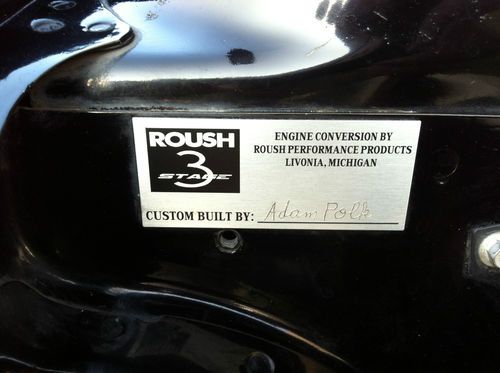 ROUSH
3
STAGE
ENGINE CONVERSION BY
ROUSH PERFORMANCE PRODUCTS
LIVONIA, MICHIGAN
CUSTOM BUILT BY: Adam Polk